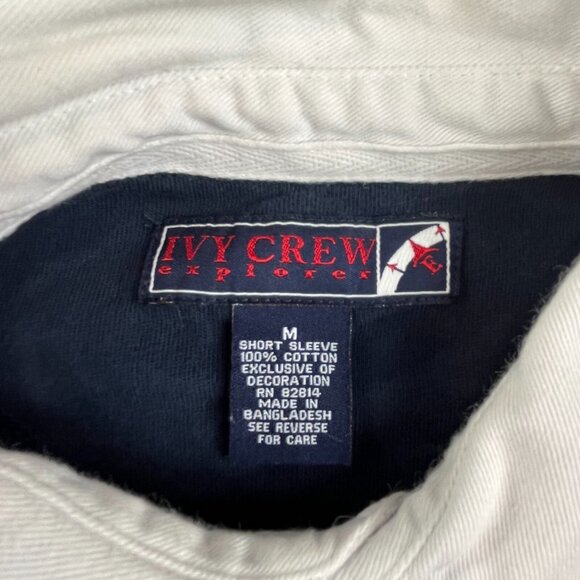 IVY CREW
explorer
E
M
SHORT SLEEVE
100% COTTON
EXCLUSIVE OF
DECORATION
RN 82814
MADE IN
BANGLADESH
SEE REVERSE
FOR CARE